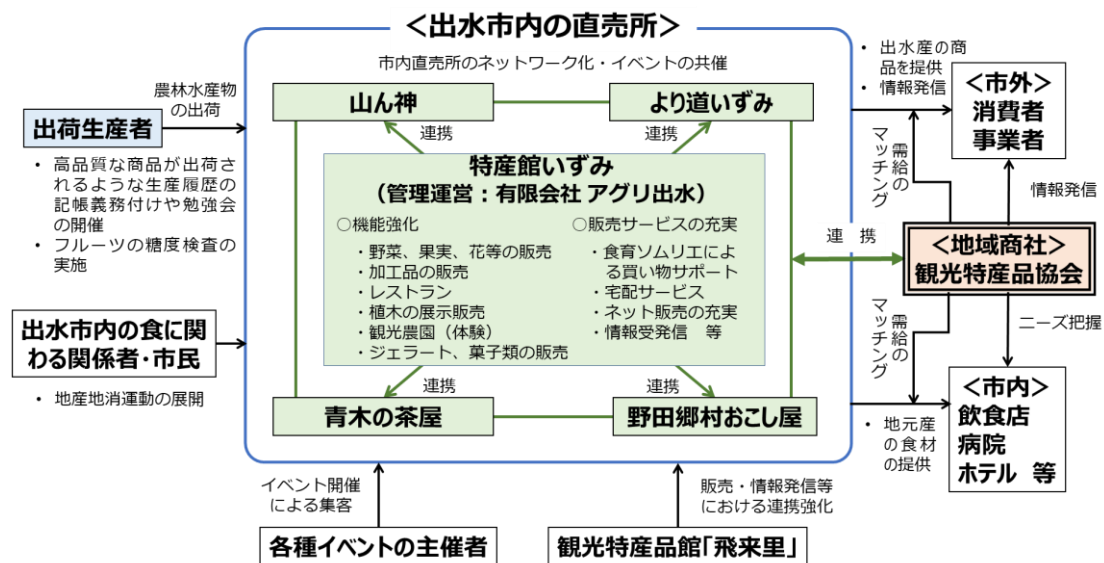 ＜出水市内の直売所＞
市内直売所のネットワーク化・イベントの共催
山ん神
より道いずみ
連携
連携
特産館いずみ
（管理運営：有限会社 アグリ出水）
○機能強化
・野菜、果実、花等の販売
・加工品の販売
・レストラン
・植木の展示販売
・観光農園（体験）
・ジェラート、菓子類の販売
○販売サービスの充実
・食育ソムリエによ
る買い物サポート
・宅配サービス
・ネット販売の充実
・情報受発信　等
連携
連携
青木の茶屋
野田郷村おこし屋
農林水産物
の出荷
出荷生産者
• 高品質な商品が出荷さ
れるような生産履歴の
記帳義務付けや勉強会
の開催
• フルーツの糖度検査の
実施
出水市内の食に関
わる関係者・市民
• 地産地消運動の展開
イベント開催
による集客
各種イベントの主催者
販売・情報発信等
における連携強化
観光特産品館「飛来里」
• 出水産の商
品を提供
• 情報発信
＜市外＞
消費者
事業者
需給の
マッチング
情報発信
連　携
＜地域商社＞
観光特産品協会
需給の
マッチング
ニーズ把握
• 地元産
の食材
の提供
＜市内＞
飲食店
病院
ホテル　等